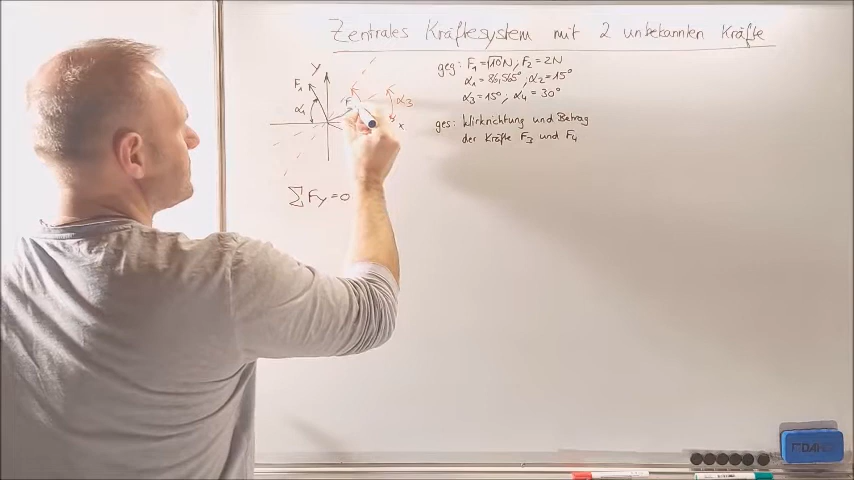 Zentrales Kräftesystem mit 2 unbekannten Kräfte
geg: F₁=√10N, F₂=2N
α₁=86,565°, α₂=15°
α₃=15°; α₄=30°
ges: Wirkrichtung und Betrag
der Kräfte F₃ und F₄
y
F₁
α₁
α₃
x
∑Fy=0